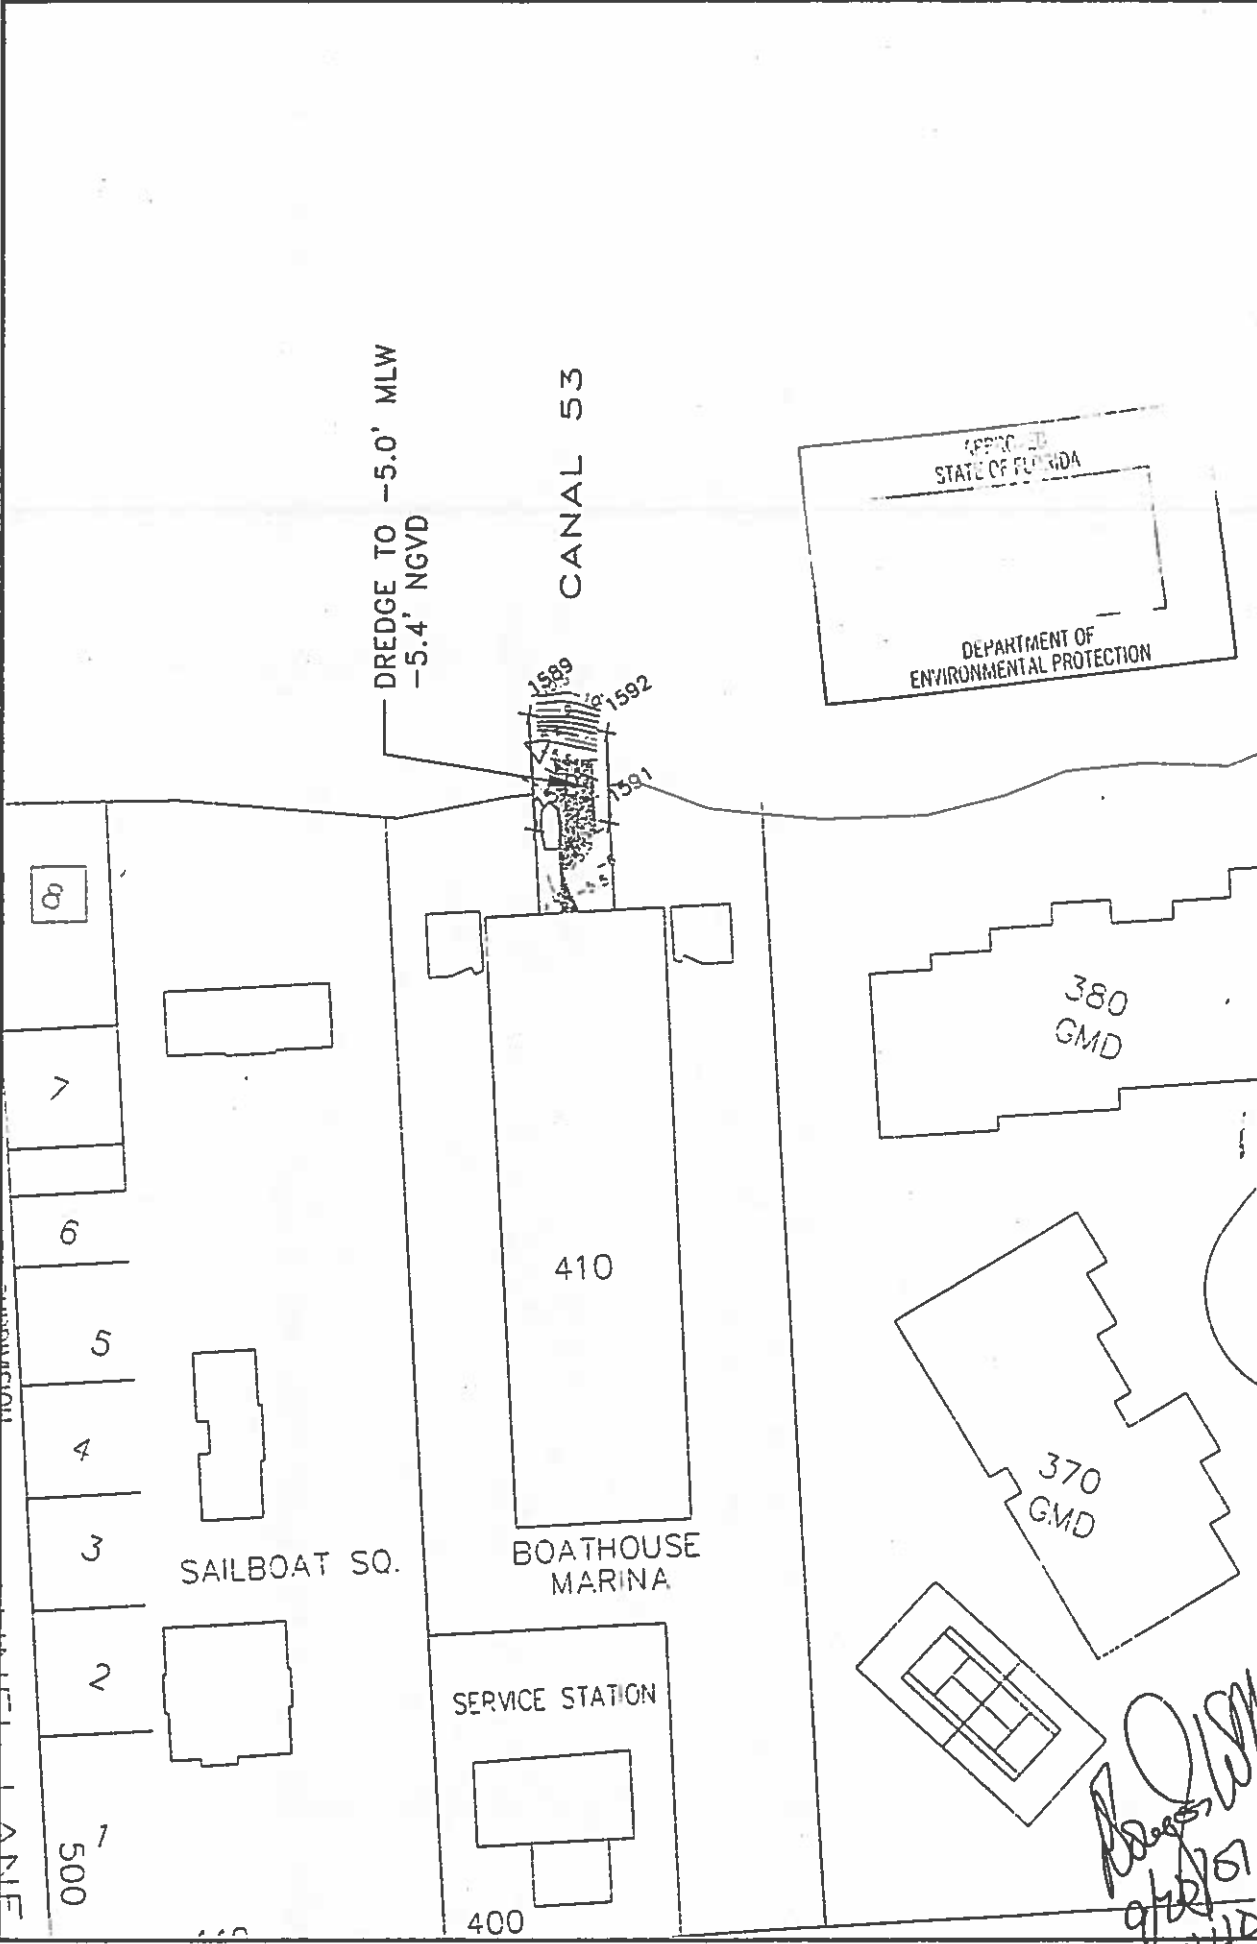 DREDGE TO -5.0' MLW
-5.4' NGVD
CANAL 53
STATE OF FLORIDA
DEPARTMENT OF
ENVIRONMENTAL PROTECTION
1589
1592
1591
8
7
6
5
4
3
2
1
500
380
GMD
410
370
GMD
SAILBOAT SQ.
BOATHOUSE
MARINA
SERVICE STATION
400
LANE